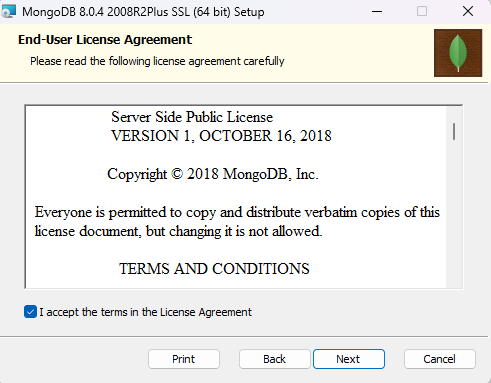 MongoDB 8.0.4 2008R2Plus SSL (64 bit) Setup
End-User License Agreement
Please read the following license agreement carefully
Server Side Public License
VERSION 1, OCTOBER 16, 2018
Copyright © 2018 MongoDB, Inc.
Everyone is permitted to copy and distribute verbatim copies of this
license document, but changing it is not allowed.
TERMS AND CONDITIONS
I accept the terms in the License Agreement
Print
Back
Next
Cancel